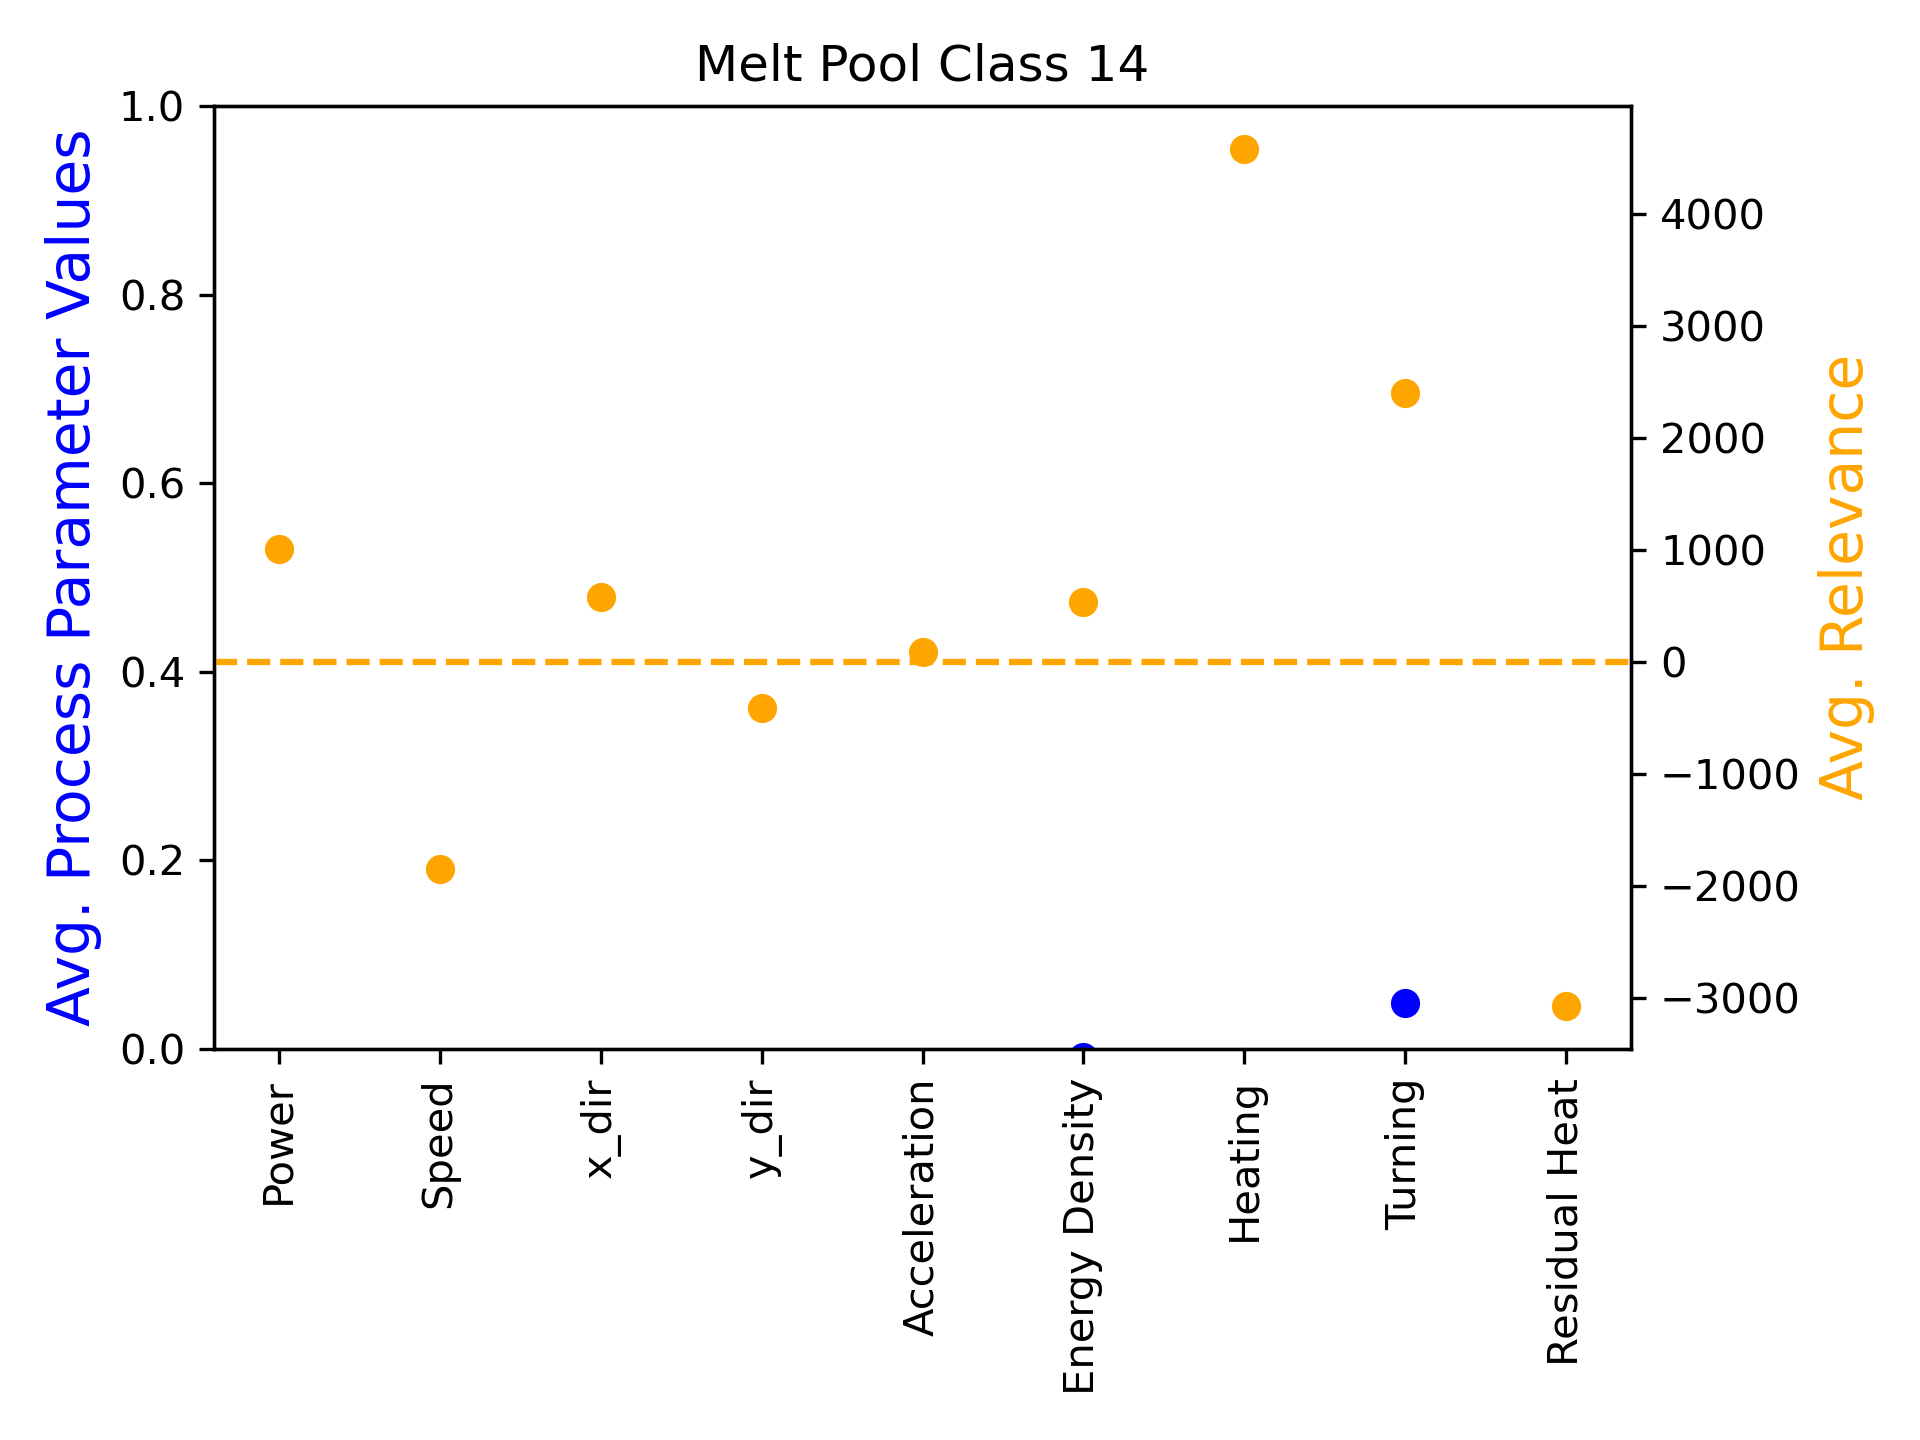 Melt Pool Class 14
Avg. Process Parameter Values
1.0
0.8
0.6
0.4
0.2
0.0
4000
3000
2000
1000
0
−1000
−2000
−3000
Avg. Relevance
Power
Speed
x_dir
y_dir
Acceleration
Energy Density
Heating
Turning
Residual Heat